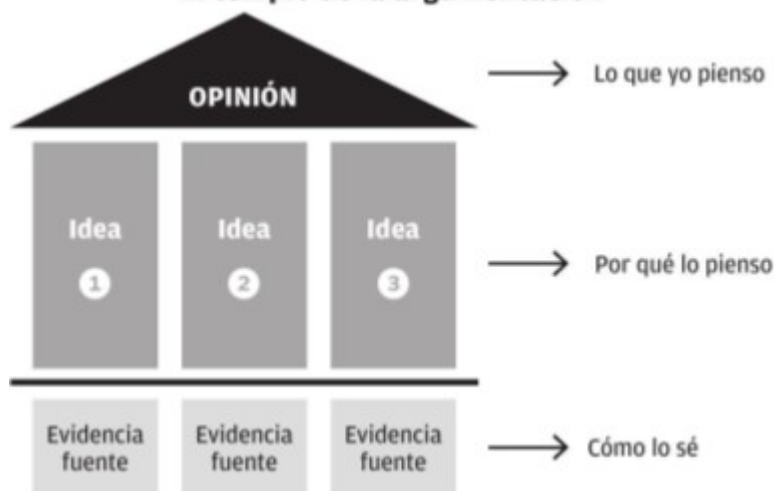 OPINIÓN
Lo que yo pienso
Idea
1
Idea
2
Idea
3
Por qué lo pienso
Evidencia
fuente
Evidencia
fuente
Evidencia
fuente
Cómo lo sé